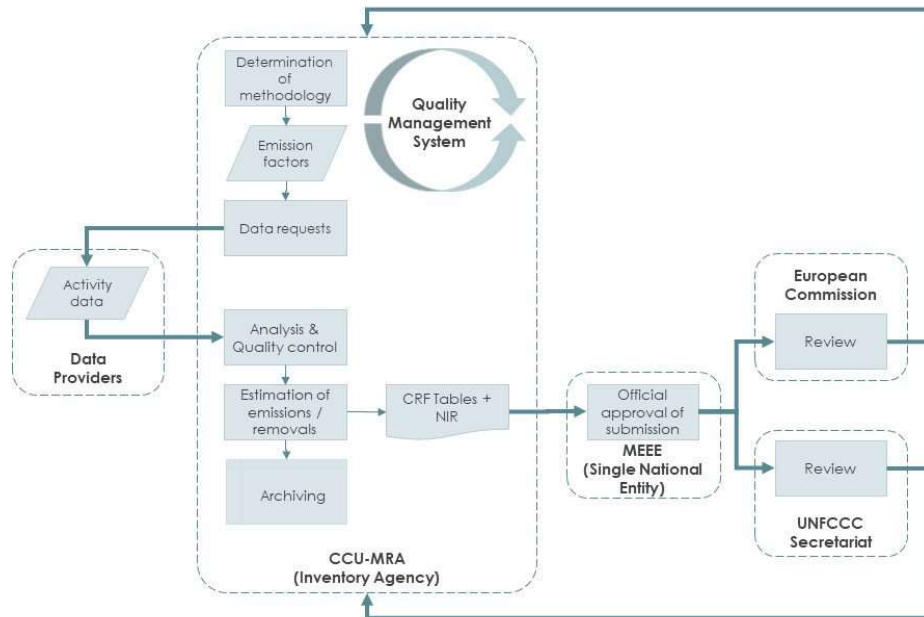 Determination
of
methodology
Quality
Management
System
Emission
factors
Data requests
Activity
data
Data
Providers
Analysis &
Quality control
Estimation of
emissions /
removals
CRF Tables +
NIR
Archiving
CCU-MRA
(Inventory Agency)
Official
approval of
submission
MEEE
(Single National
Entity)
European
Commission
Review
Review
UNFCCC
Secretariat